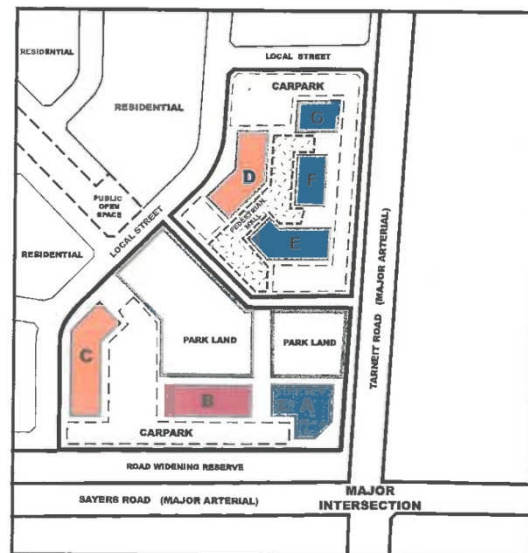 LOCAL STREET
RESIDENTIAL
CARPARK
RESIDENTIAL
G
D
F
PUBLIC
OPEN
SPACE
PEDESTRIAN
MALL
E
LOCAL STREET
RESIDENTIAL
TARNEIT ROAD (MAJOR ARTERIAL)
PARK LAND
PARK LAND
C
B
A
CARPARK
ROAD WIDENING RESERVE
SAYERS ROAD (MAJOR ARTERIAL)
MAJOR
INTERSECTION